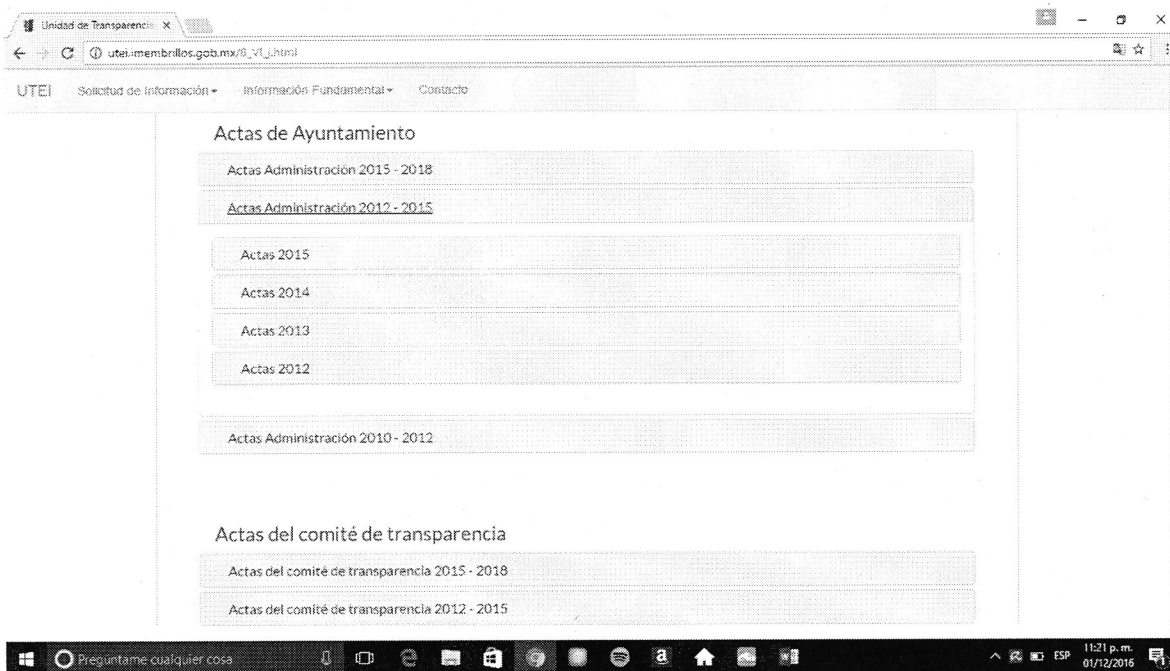 Unidad de Transparencia
utei.imembrillos.gob.mx/8_VI_j.html
UTEI Solicitud de Información Información Fundamental Contacto
Actas de Ayuntamiento
Actas Administración 2015 - 2018
Actas Administración 2012 - 2015
Actas 2015
Actas 2014
Actas 2013
Actas 2012
Actas Administración 2010 - 2012
Actas del comité de transparencia
Actas del comité de transparencia 2015 - 2018
Actas del comité de transparencia 2012 - 2015
Pregúntame cualquier cosa
ESP
11:21 p. m.
01/12/2016